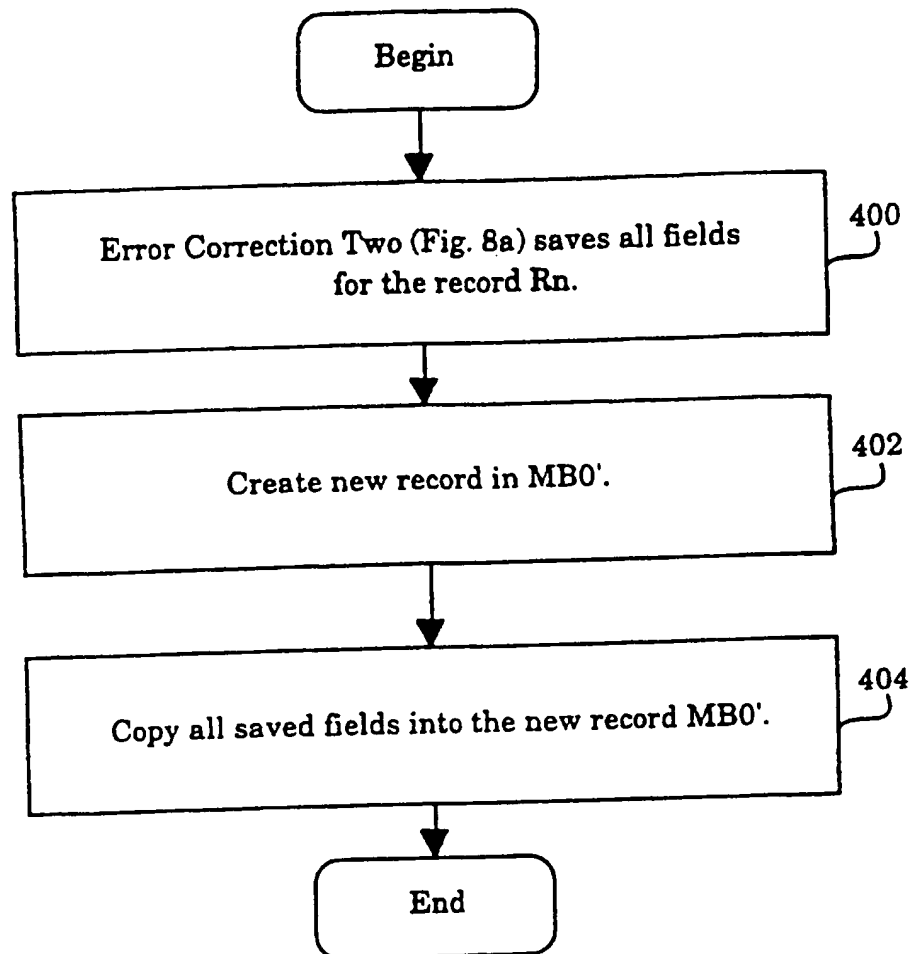 Begin
Error Correction Two (Fig. 8a) saves all fields
for the record Rn.
400
Create new record in MB0'.
402
Copy all saved fields into the new record MB0'.
404
End